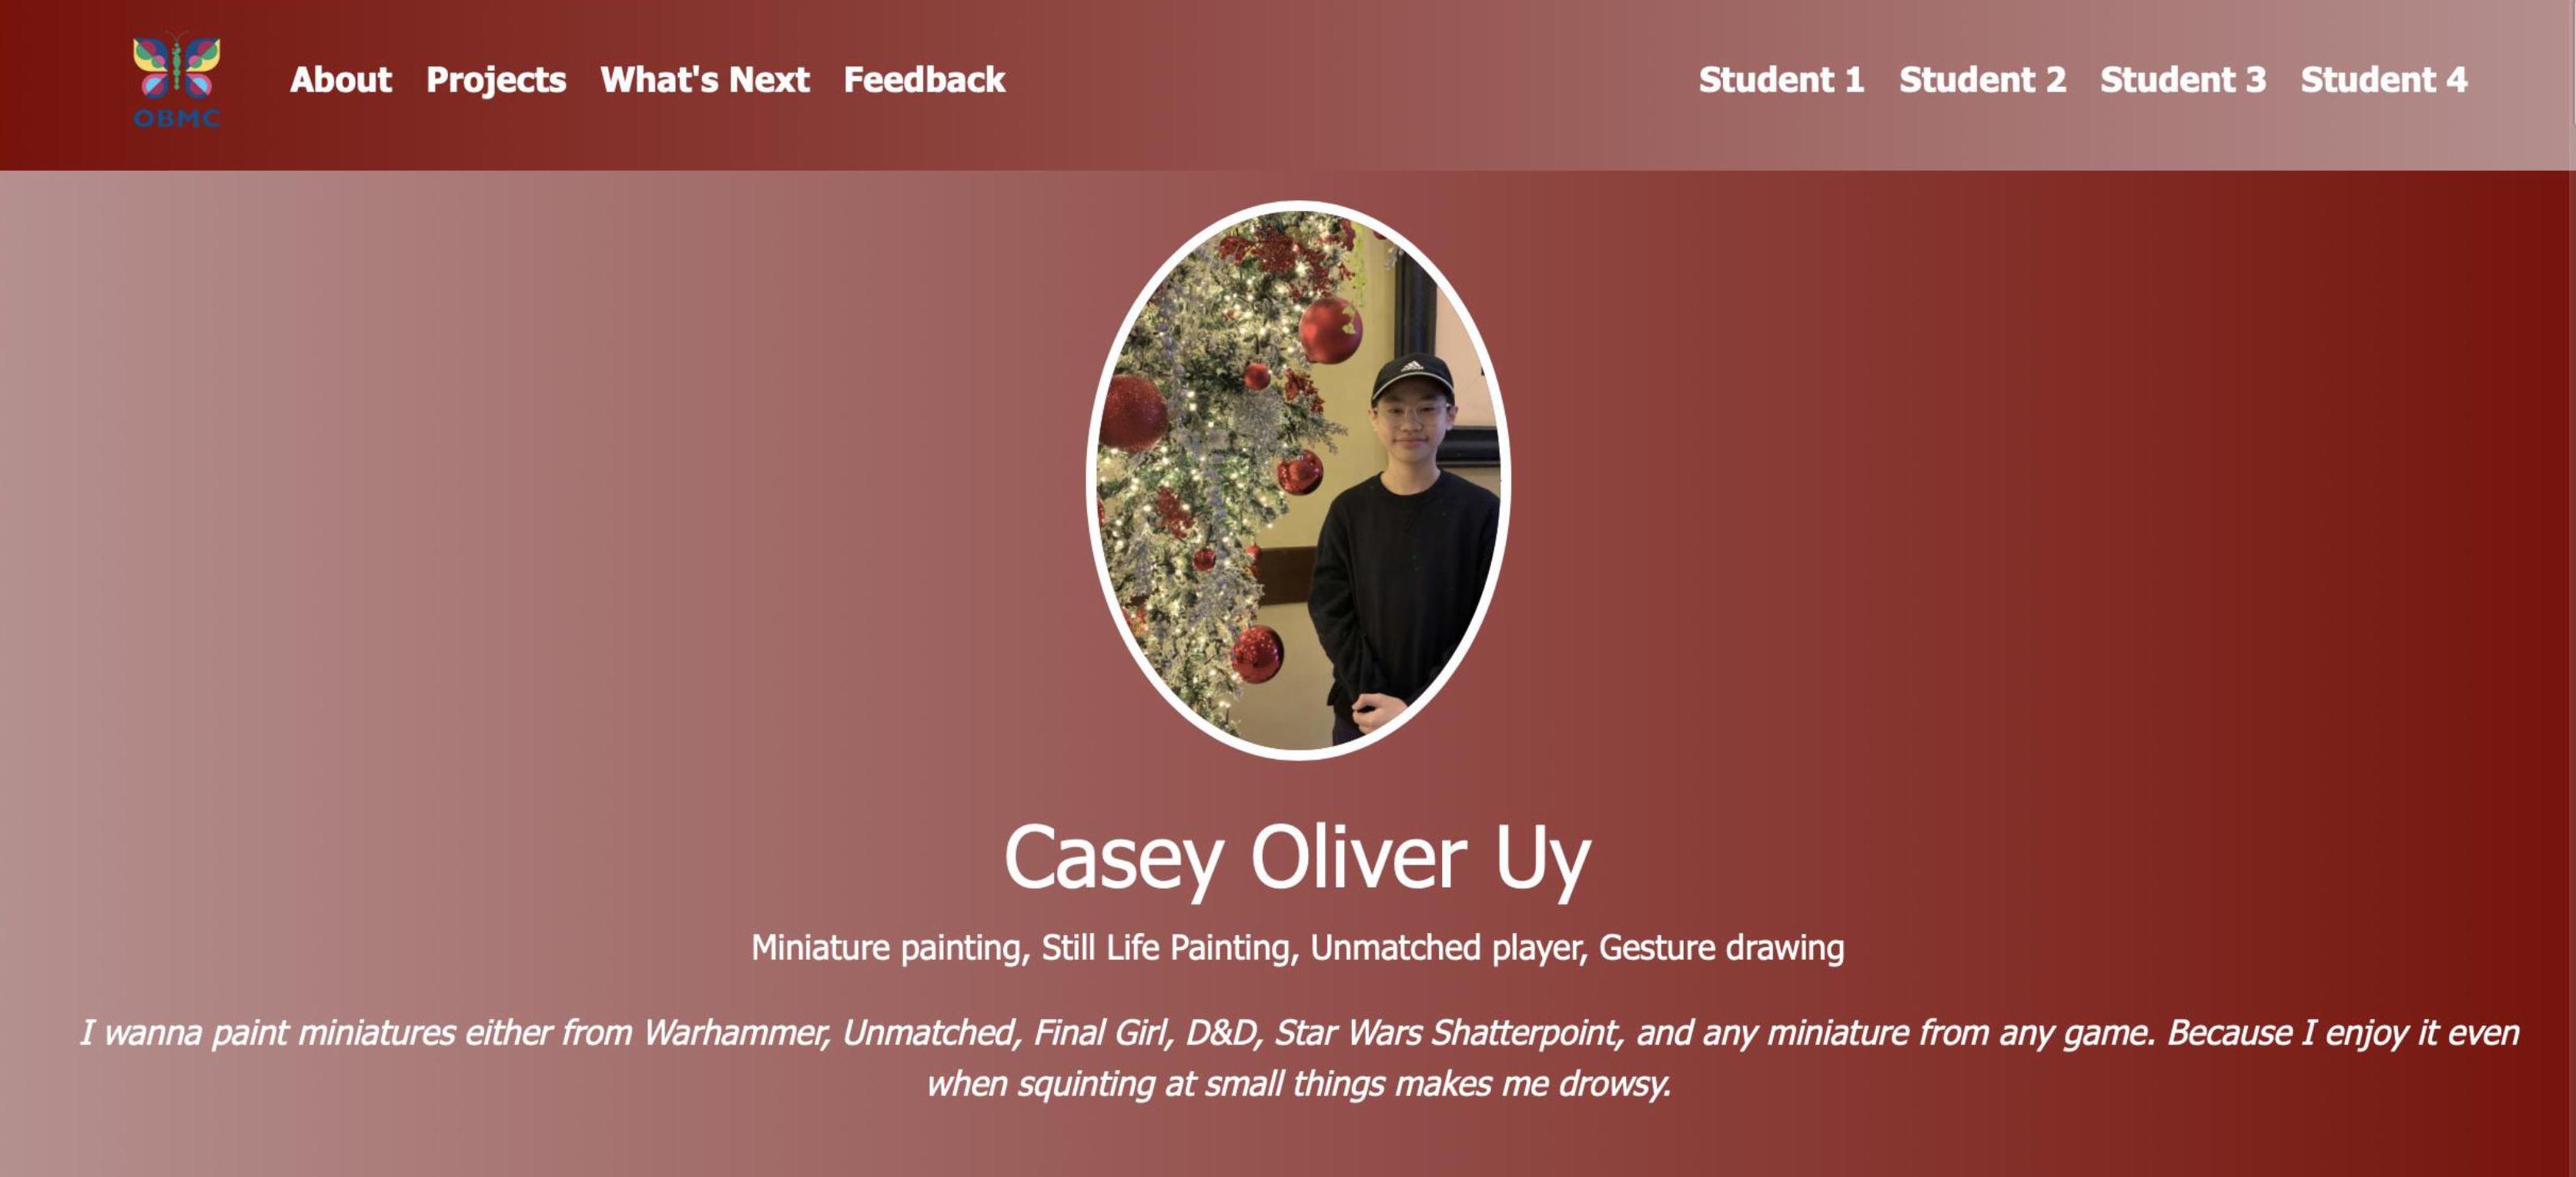 OBMC
About Projects What's Next Feedback Student 1 Student 2 Student 3 Student 4
Casey Oliver Uy
Miniature painting, Still Life Painting, Unmatched player, Gesture drawing
I wanna paint miniatures either from Warhammer, Unmatched, Final Girl, D&D, Star Wars Shatterpoint, and any miniature from any game. Because I enjoy it even
when squinting at small things makes me drowsy.